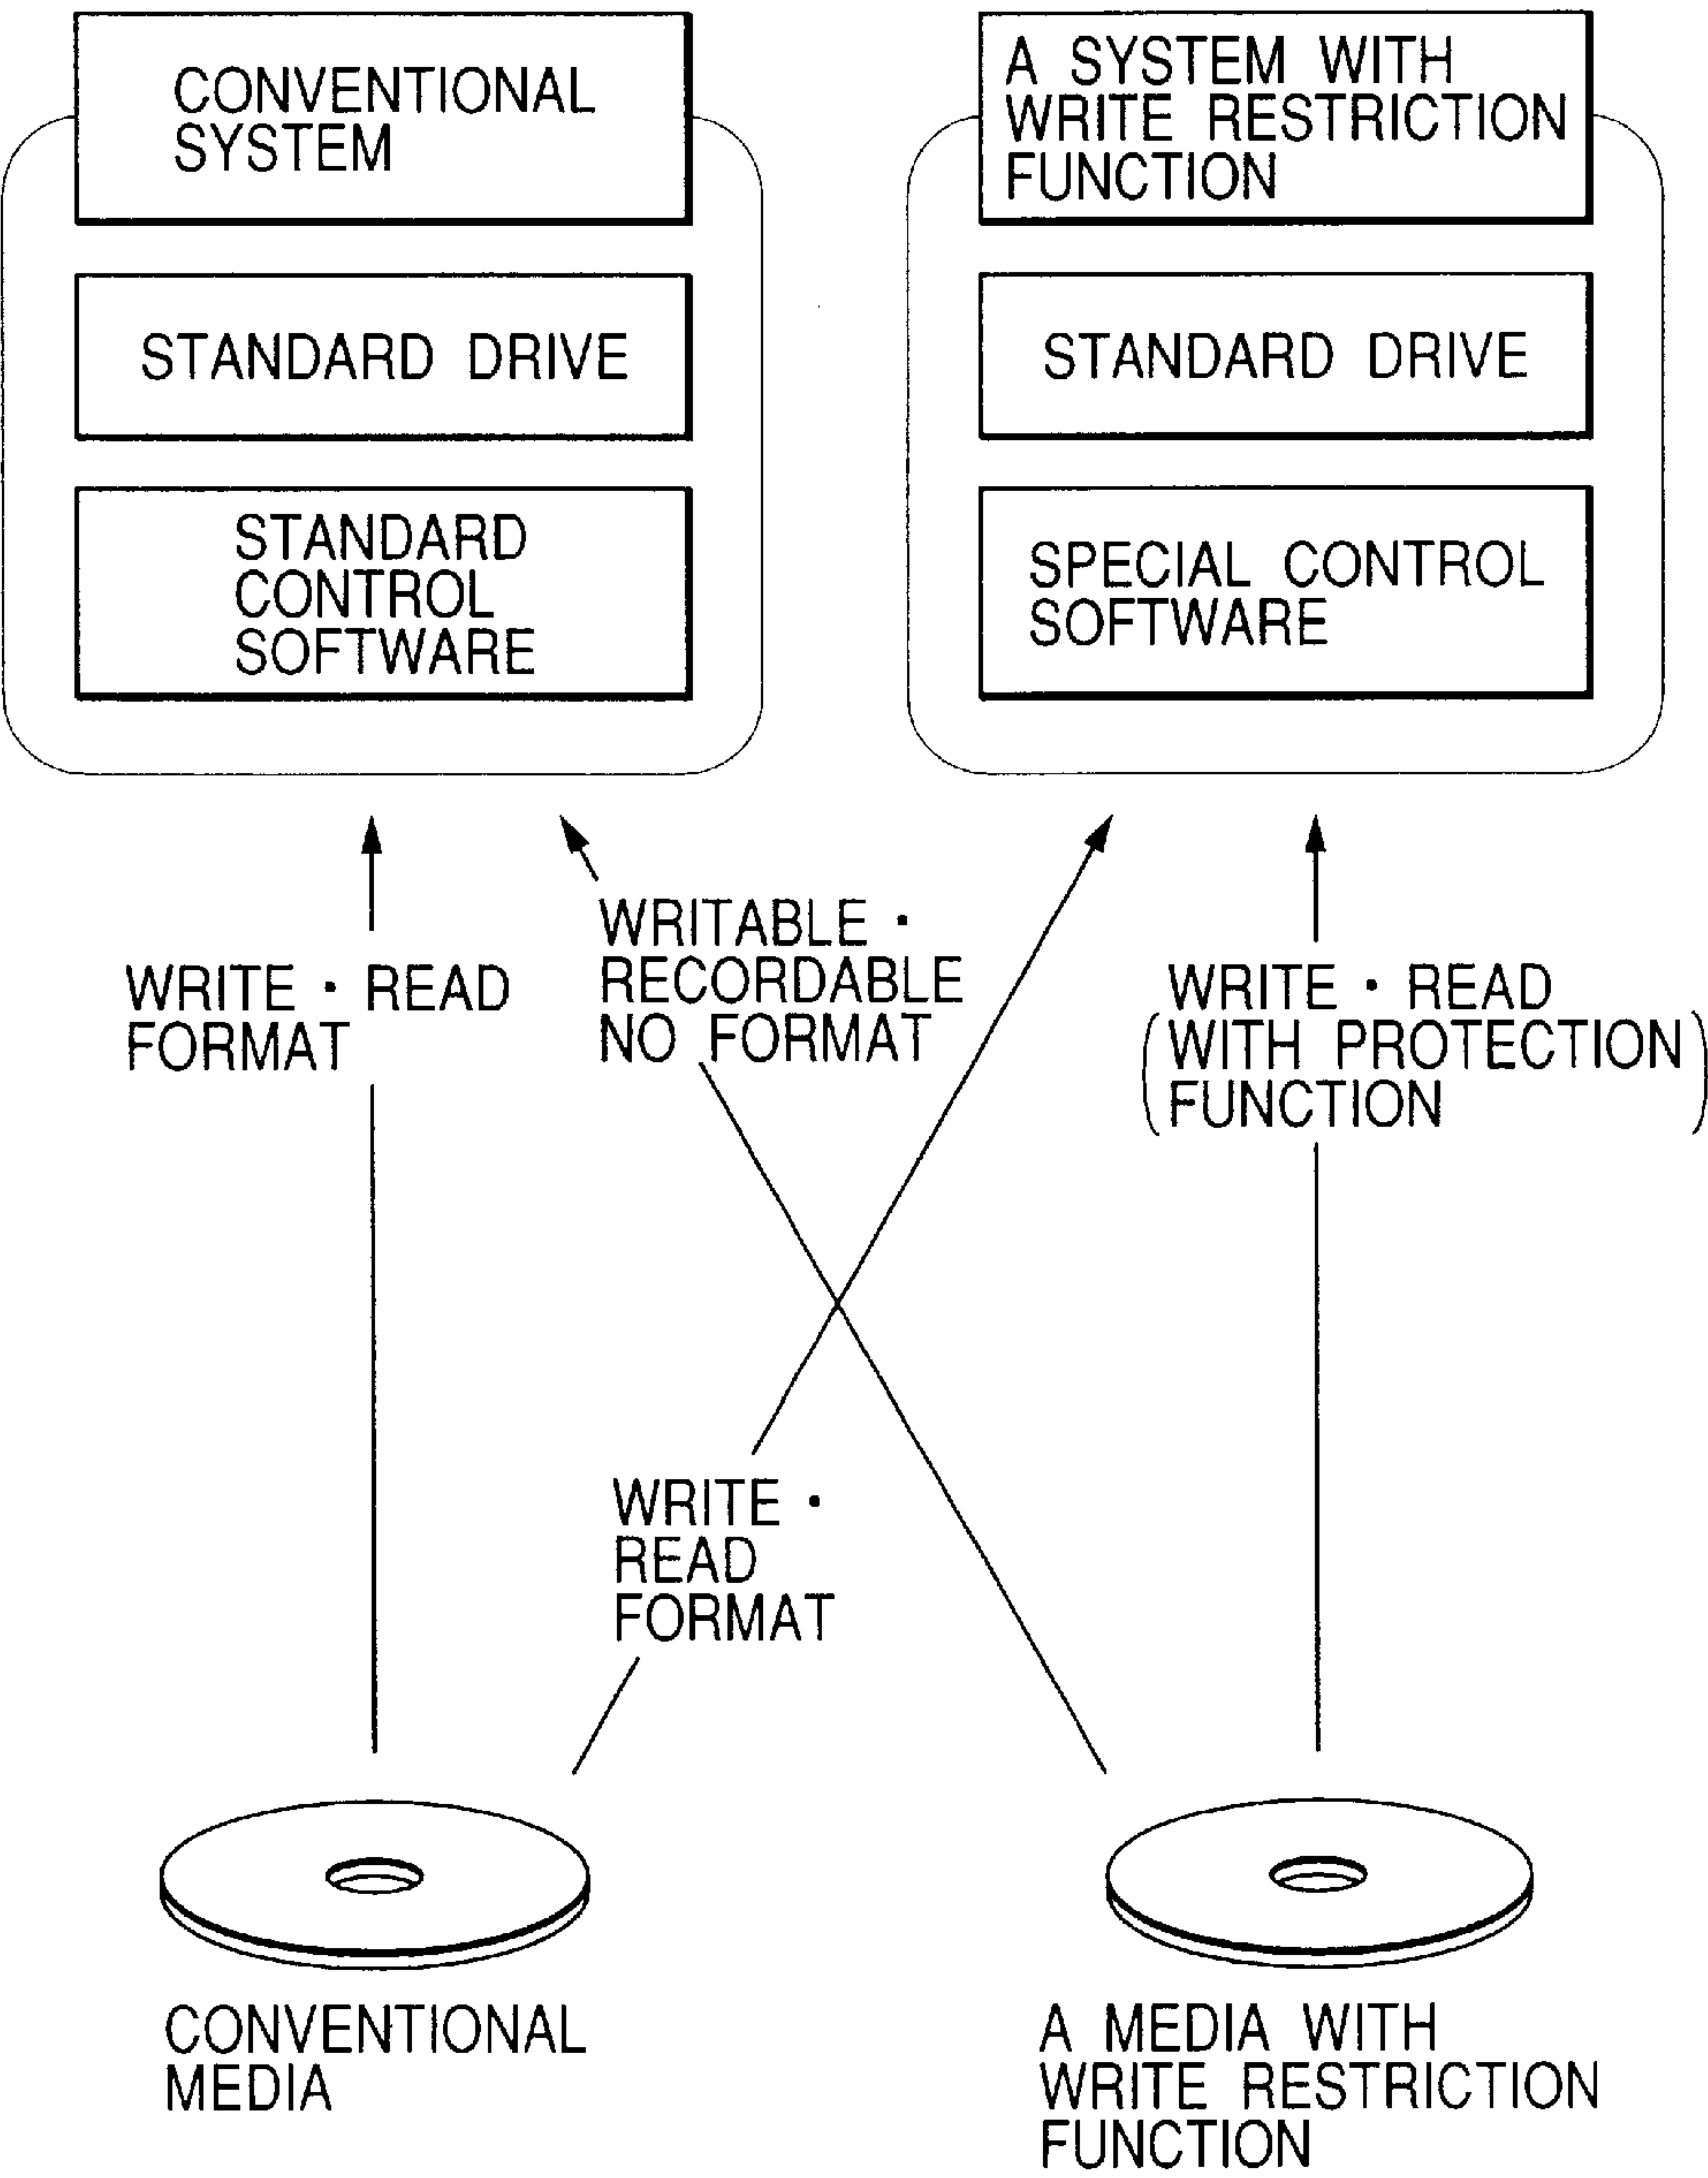 CONVENTIONAL
SYSTEM
STANDARD DRIVE
STANDARD
CONTROL
SOFTWARE
A SYSTEM WITH
WRITE RESTRICTION
FUNCTION
STANDARD DRIVE
SPECIAL CONTROL
SOFTWARE
WRITE・READ
FORMAT
WRITABLE・
RECORDABLE
NO FORMAT
WRITE・READ
(WITH PROTECTION)
FUNCTION
WRITE・
READ
FORMAT
CONVENTIONAL
MEDIA
A MEDIA WITH
WRITE RESTRICTION
FUNCTION